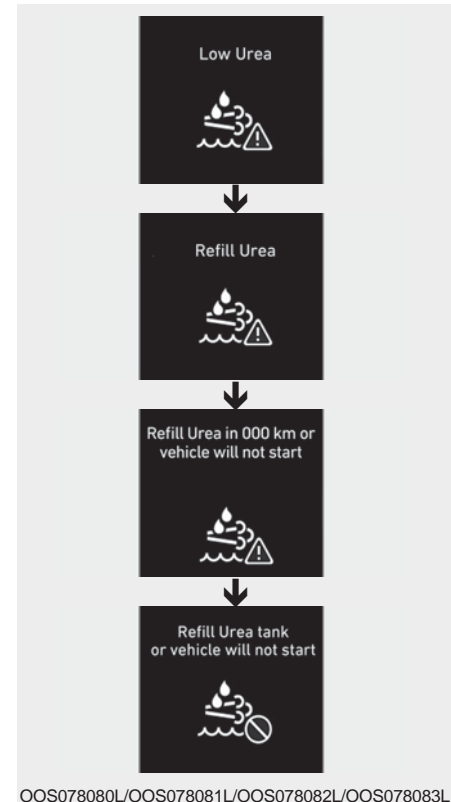 Low Urea
Refill Urea
Refill Urea in 000 km or
vehicle will not start
Refill Urea tank
or vehicle will not start
OOS078080L/OOS078081L/OOS078082L/OOS078083L